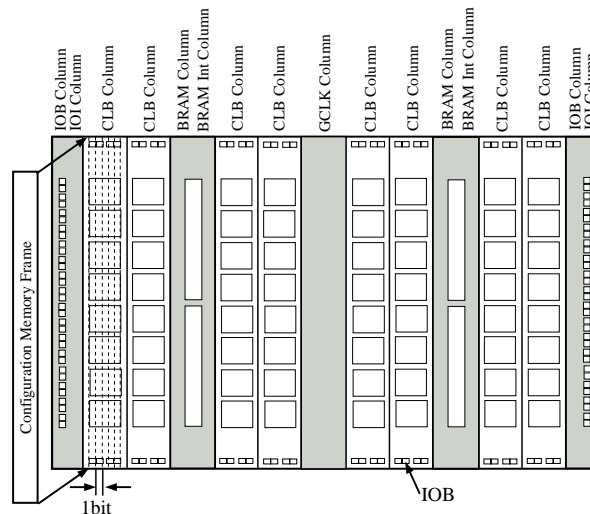 IOB Column
IOI Column
CLB Column
CLB Column
BRAM Column
BRAM Int Column
CLB Column
CLB Column
GCLK Column
CLB Column
CLB Column
BRAM Column
BRAM Int Column
CLB Column
CLB Column
IOB Column
IOI Column
Configuration Memory Frame
1bit
IOB